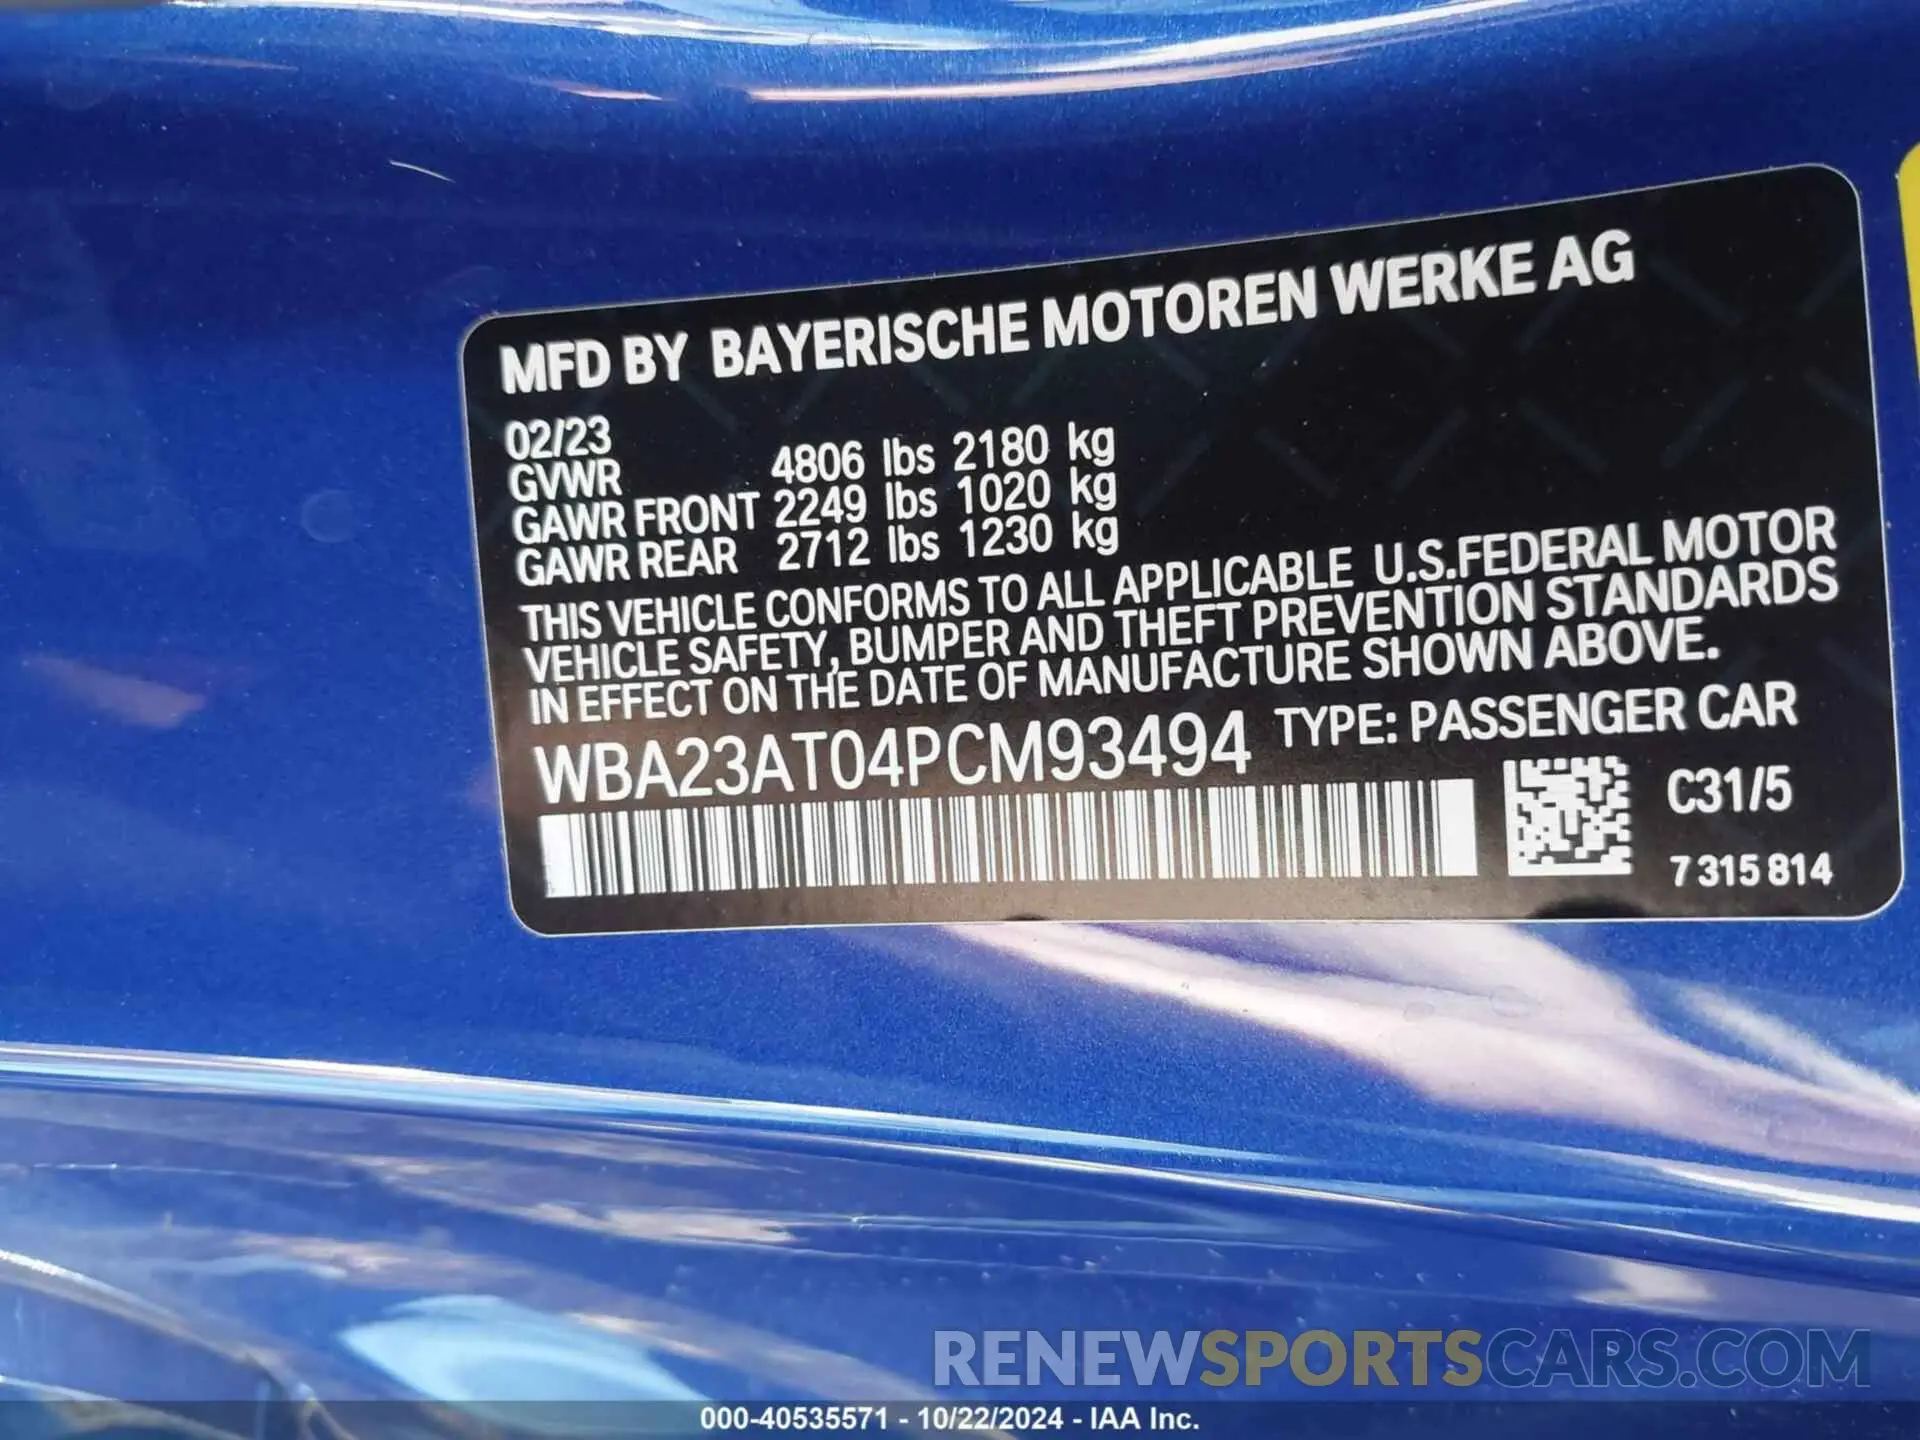 MFD BY BAYERISCHE MOTOREN WERKE AG
02/23
GVWR 4806 lbs 2180 kg
GAWR FRONT 2249 lbs 1020 kg
GAWR REAR 2712 lbs 1230 kg
THIS VEHICLE CONFORMS TO ALL APPLICABLE U.S.FEDERAL MOTOR
VEHICLE SAFETY, BUMPER AND THEFT PREVENTION STANDARDS
IN EFFECT ON THE DATE OF MANUFACTURE SHOWN ABOVE.
WBA23AT04PCM93494 TYPE: PASSENGER CAR
C31/5
7 315 814
RENEWSPORTSCARS.COM
000-40535571 - 10/22/2024 - IAA Inc.